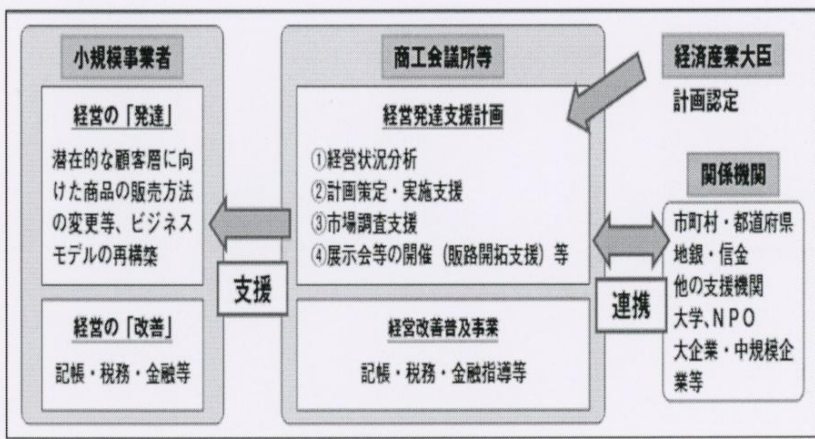 小規模事業者
経営の「発達」
潜在的な顧客層に向
けた商品の販売方法
の変更等、ビジネス
モデルの再構築
経営の「改善」
記帳・税務・金融等
支援
商工会議所等
経営発達支援計画
①経営状況分析
②計画策定・実施支援
③市場調査支援
④展示会等の開催（販路開拓支援）等
経営改善普及事業
記帳・税務・金融指導等
連携
経済産業大臣
計画認定
関係機関
市町村・都道府県
地銀・信金
他の支援機関
大学、NPO
大企業・中規模企
業等